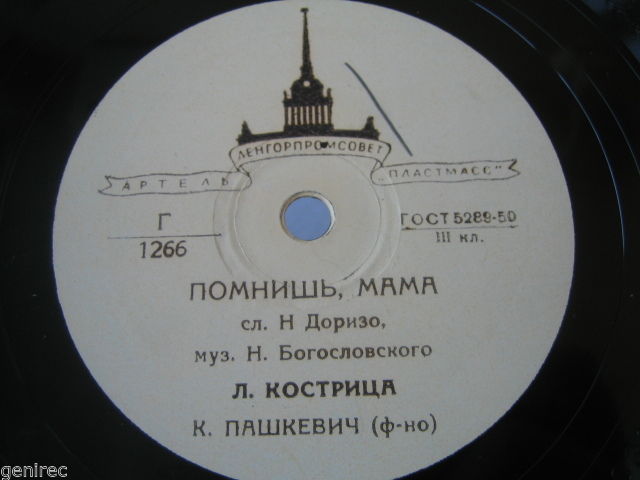 ЛЕНГОРПРОМСОВЕТ
АРТЕЛЬ „ПЛАСТМАСС"
Г
1266
ГОСТ 5289-50
III кл.
ПОМНИШЬ, МАМА
сл. Н Доризо,
муз. Н. Богословского
Л. КОСТРИЦА
К. ПАШКЕВИЧ (ф-но)
genirec